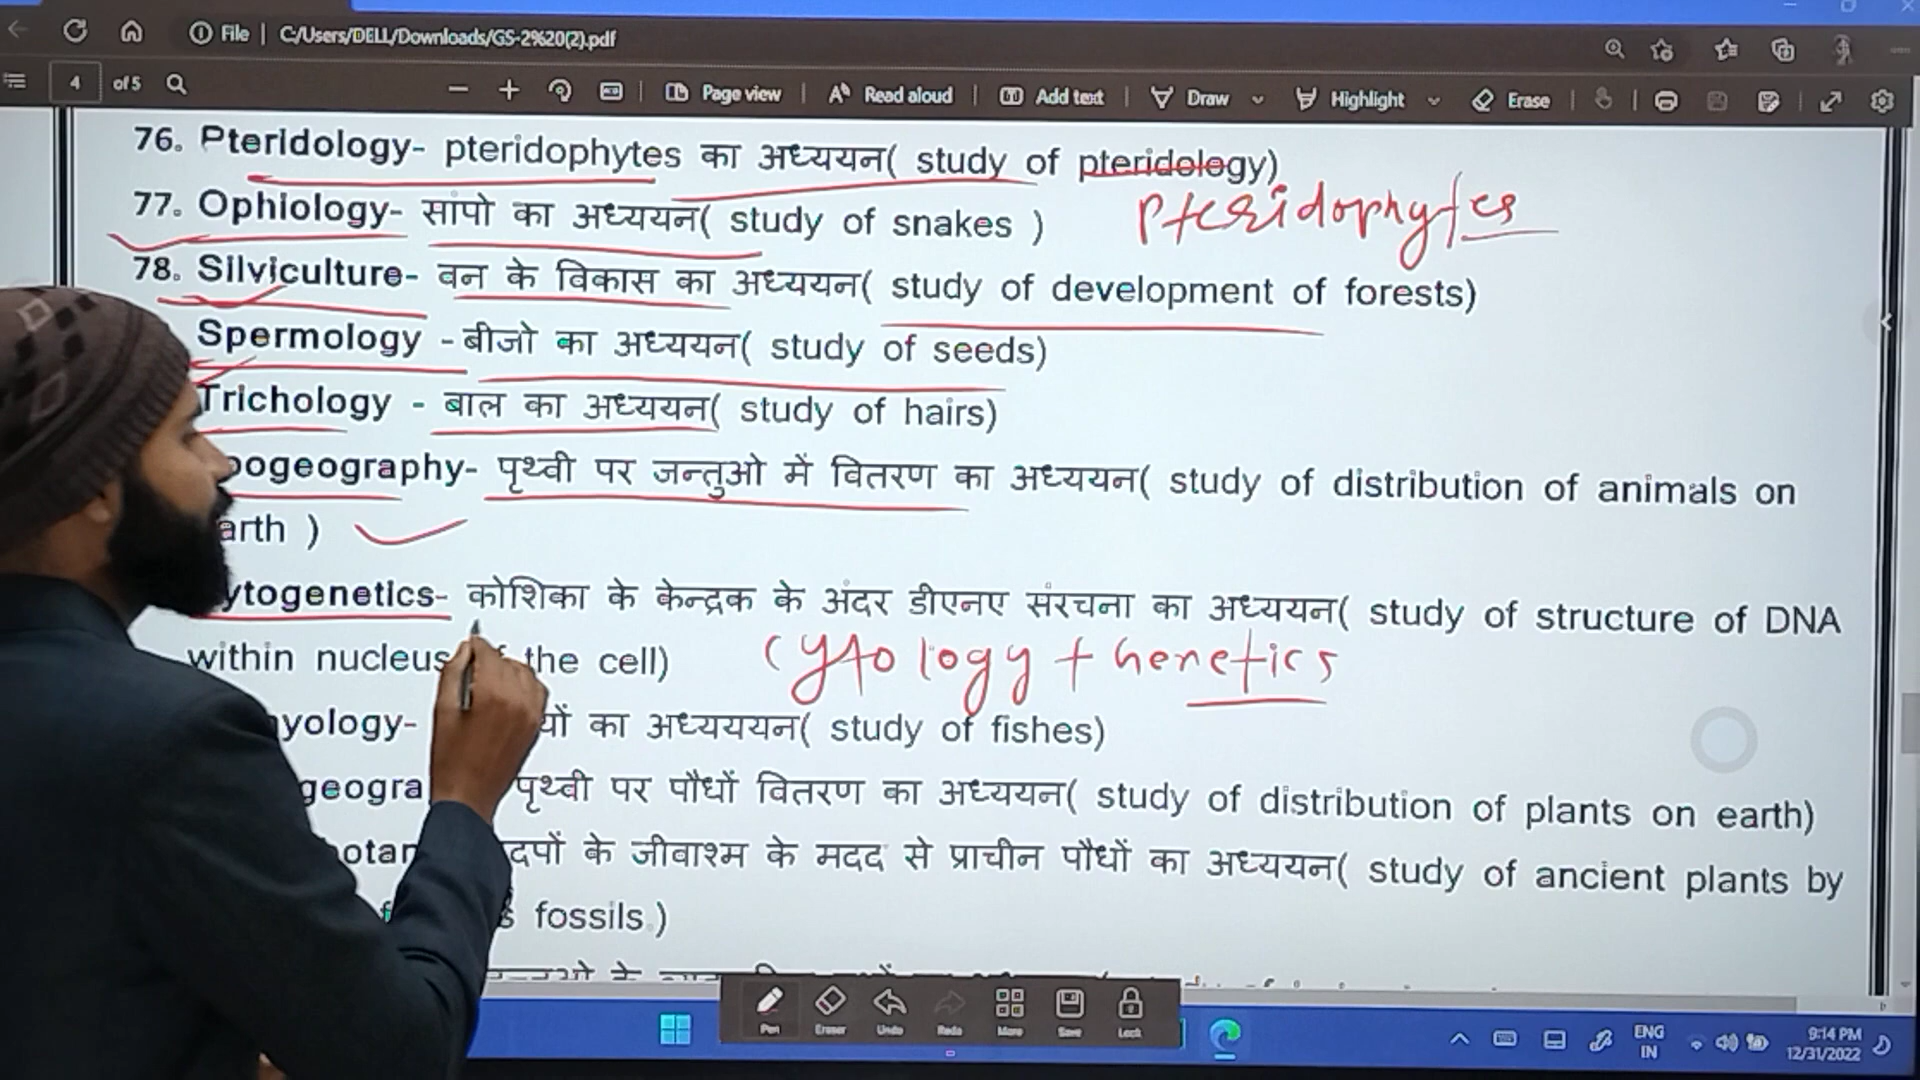 File | C:/Users/DELL/Downloads/GS-2%20(2).pdf
4 of 5 Page view | Read aloud | Add text | Draw Highlight Erase
76. Pteridology- pteridophytes का अध्ययन( study of pteridology)
Pteridophytes
77. Ophiology- सांपो का अध्ययन( study of snakes )
78. Silviculture- वन के विकास का अध्ययन( study of development of forests)
Spermology -बीजो का अध्ययन( study of seeds)
Trichology - बाल का अध्ययन( study of hairs)
oogeography- पृथ्वी पर जन्तुओ में वितरण का अध्ययन( study of distribution of animals on
arth )
ytogenetics- कोशिका के केन्द्रक के अंदर डीएनए संरचना का अध्ययन( study of structure of DNA
within nucleus the cell)
Cytology + Genetics
yology- यों का अध्यययन( study of fishes)
geogra पृथ्वी पर पौधों वितरण का अध्ययन( study of distribution of plants on earth)
otan दपों के जीवाश्म के मदद से प्राचीन पौधों का अध्ययन( study of ancient plants by
fossils.)
Pen Eraser Undo Redo More Save Lock
ENG
IN
9:14 PM
12/31/2022